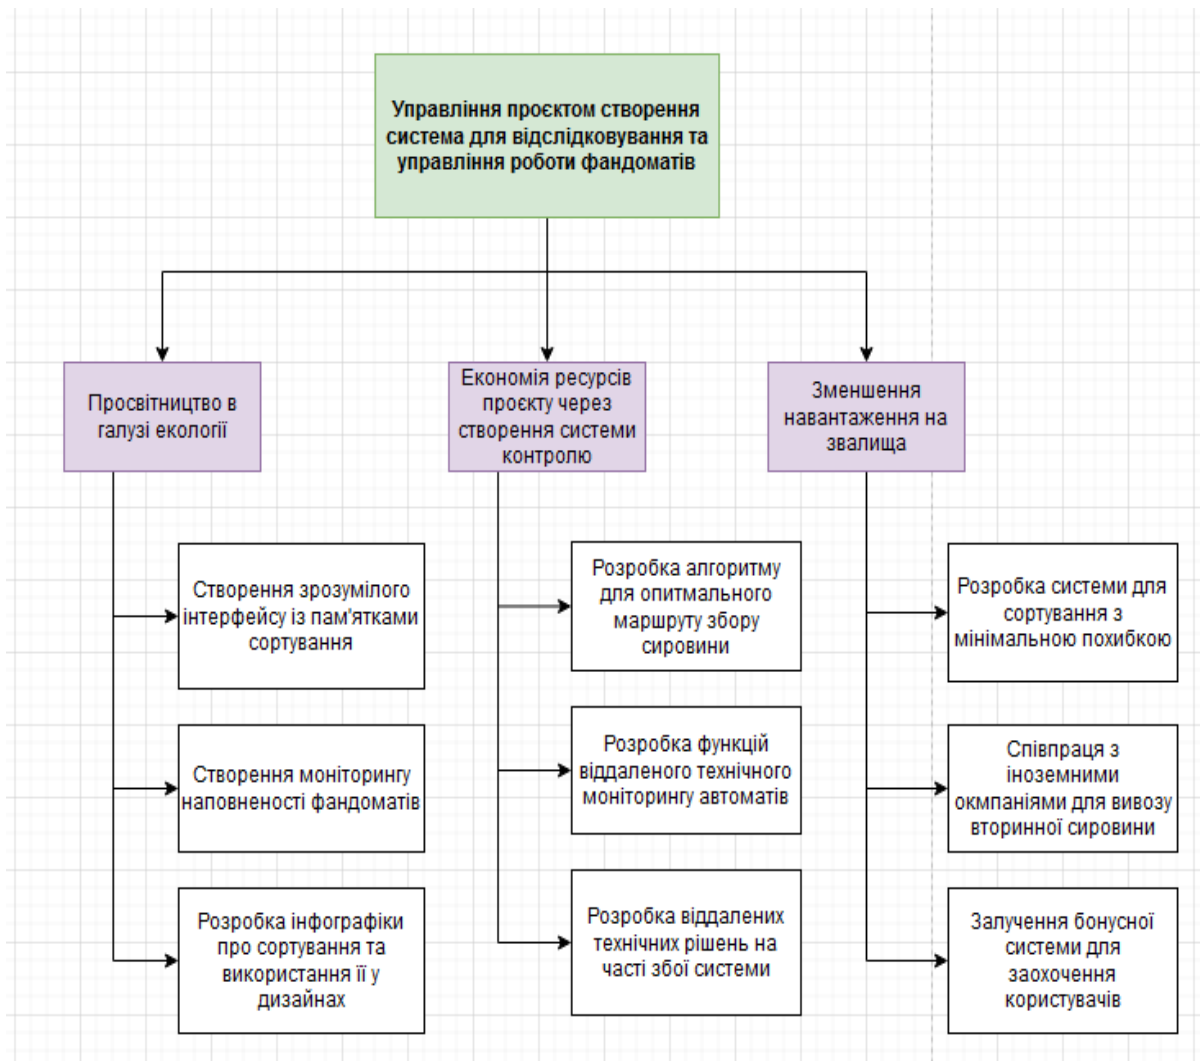 Управління проєктом створення
система для відслідковування та
управління роботи фандоматів
Просвітництво в
галузі екології
Економія ресурсів
проєкту через
створення системи
контролю
Зменшення
навантаження на
звалища
Створення зрозумілого
інтерфейсу із пам'ятками
сортування
Створення моніторингу
наповненості фандоматів
Розробка інфографіки
про сортування та
використання її у
дизайнах
Розробка алгоритму
для опитмального
маршруту збору
сировини
Розробка функцій
віддаленого технічного
моніторингу автоматів
Розробка віддалених
технічних рішень на
часті збої системи
Розробка системи для
сортування з
мінімальною похибкою
Співпраця з
іноземними
окмпаніями для вивозу
вторинної сировини
Залучення бонусної
системи для
заохочення
користувачів